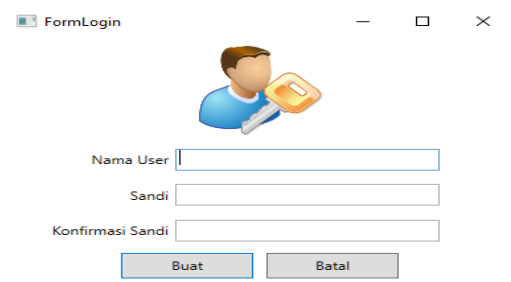 FormLogin
Nama User
Sandi
Konfirmasi Sandi
Buat Batal